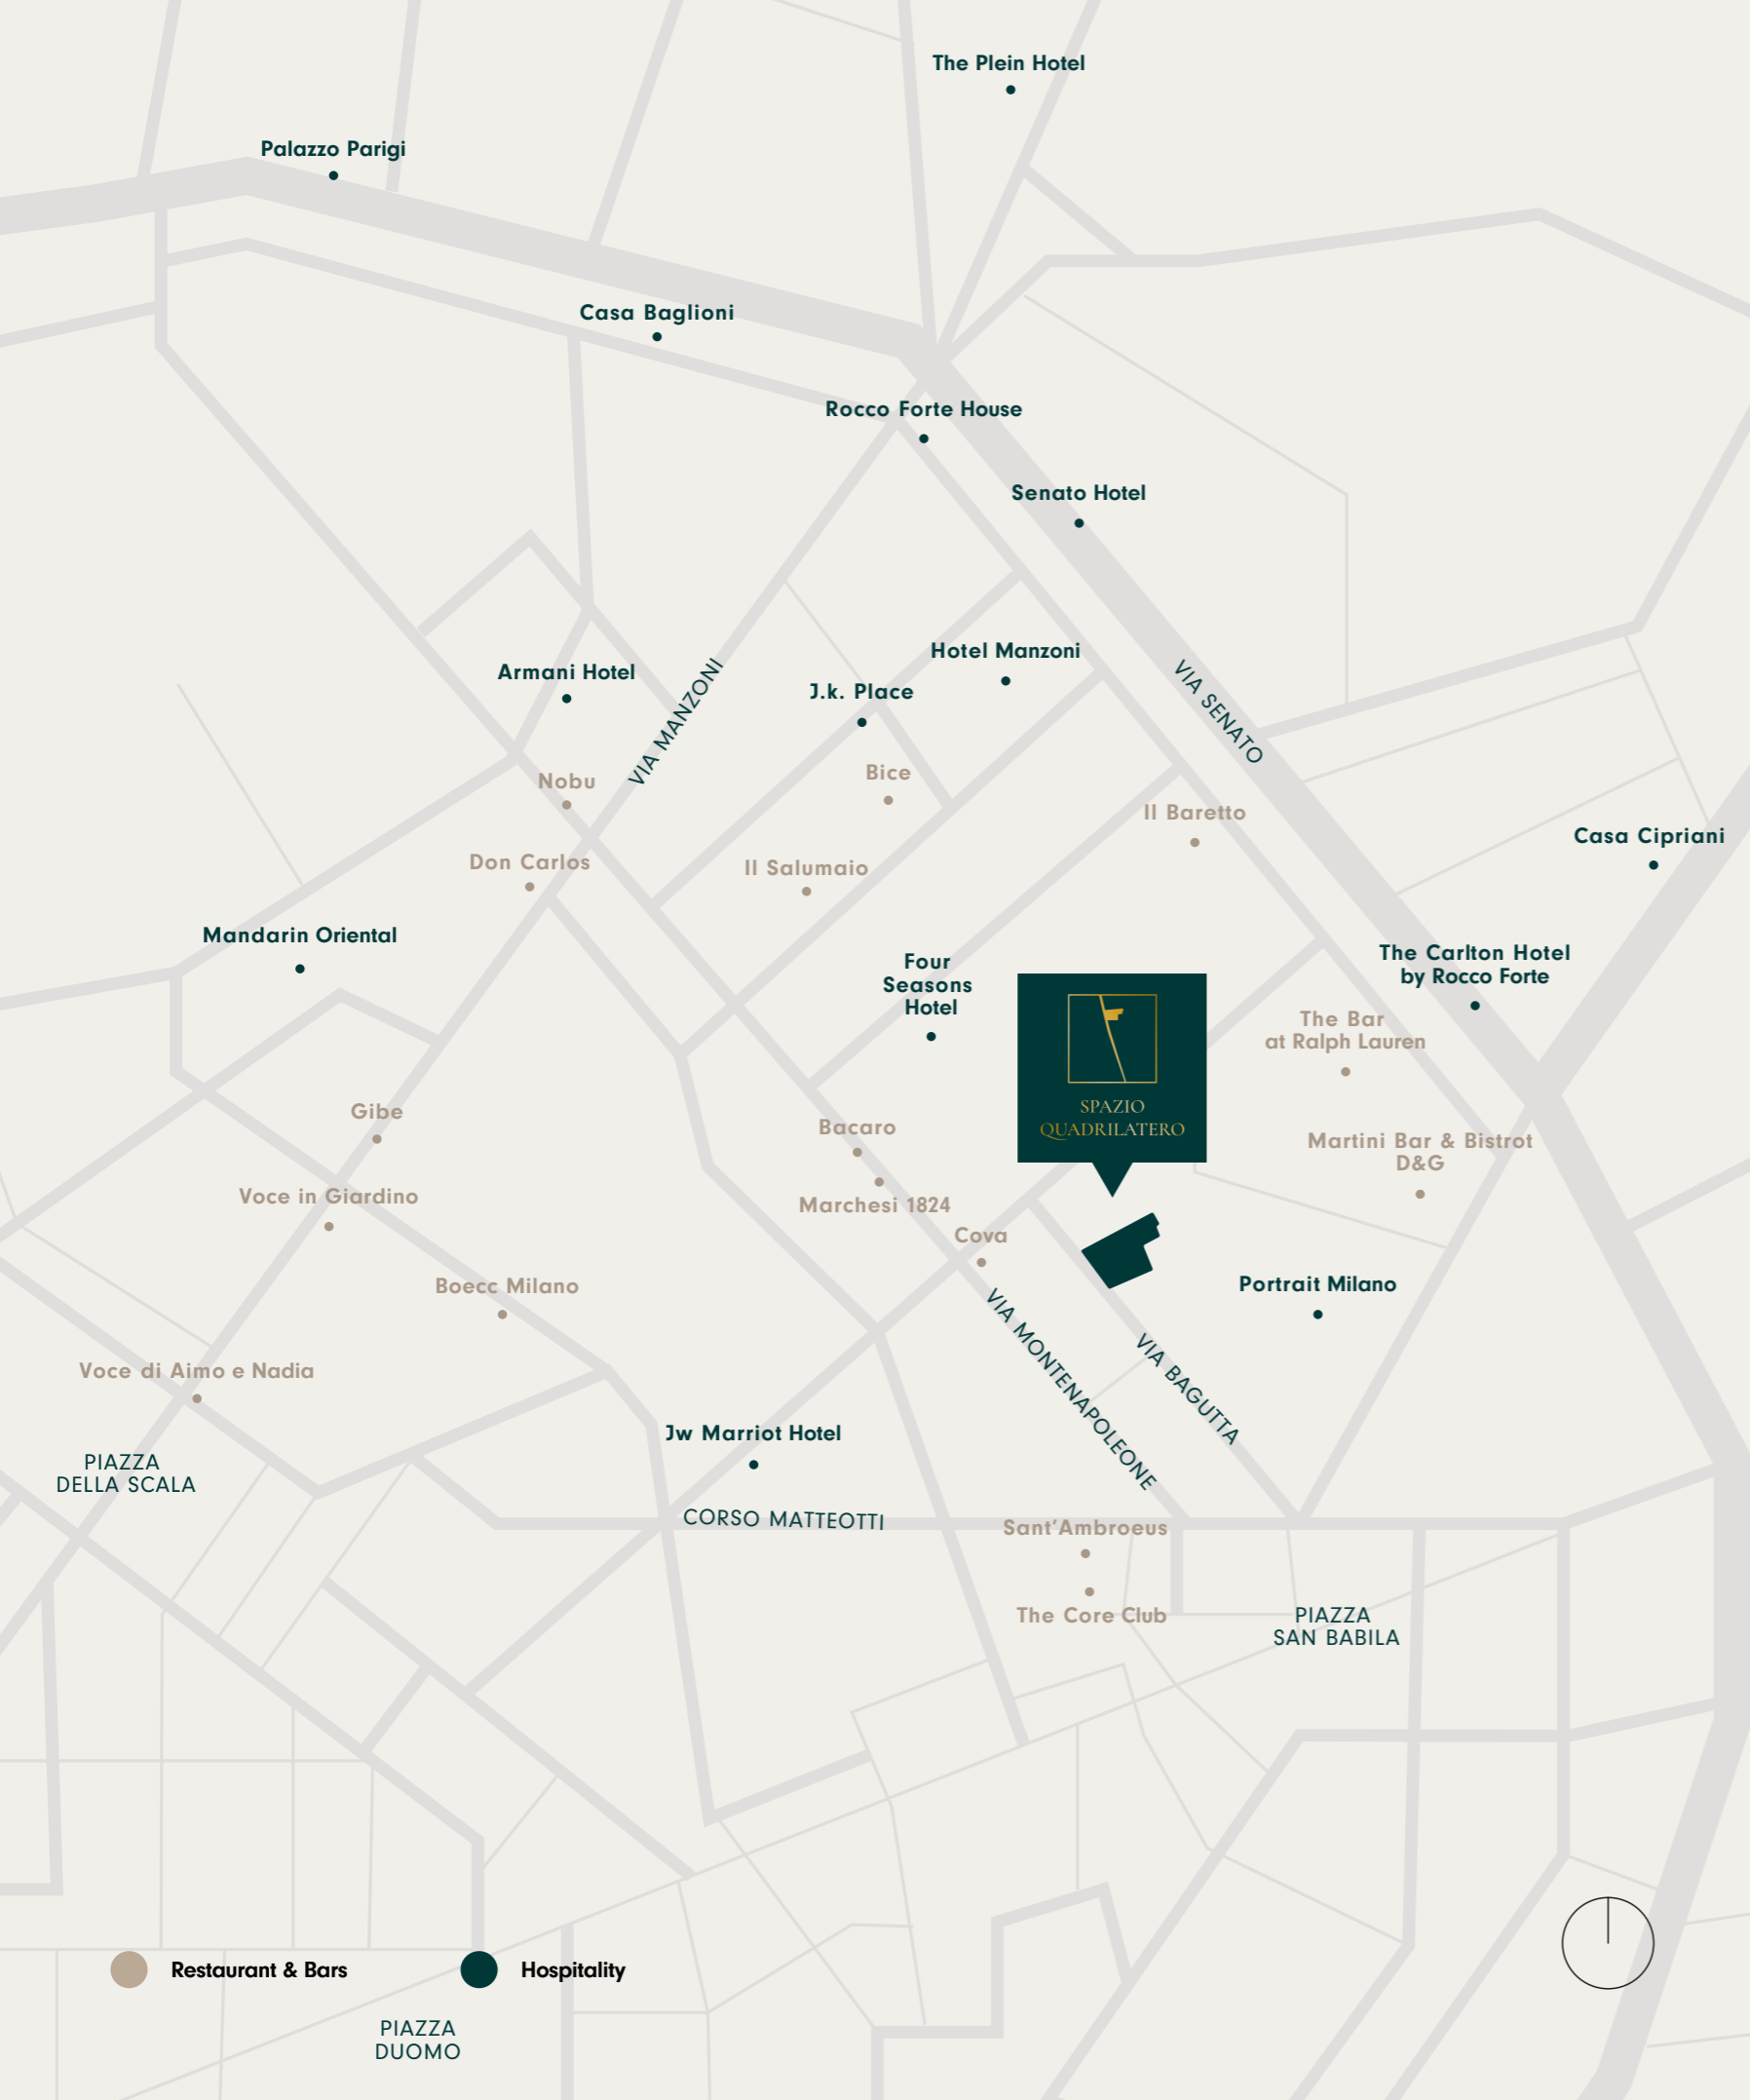 The Plein Hotel
Palazzo Parigi
Casa Baglioni
Rocco Forte House
Senato Hotel
Hotel Manzoni
Armani Hotel
J.k. Place
VIA MANZONI
VIA SENATO
Nobu
Bice
Il Baretto
Casa Cipriani
Don Carlos
Il Salumaio
Mandarin Oriental
The Carlton Hotel
by Rocco Forte
Four
Seasons
Hotel
The Bar
at Ralph Lauren
SPAZIO
QUADRILATERO
Gibe
Bacaro
Martini Bar & Bistrot
D&G
Voce in Giardino
Marchesi 1824
Cova
Boecc Milano
Portrait Milano
VIA MONTENAPOLEONE
VIA BAGUTTA
Voce di Aimo e Nadia
Jw Marriot Hotel
PIAZZA
DELLA SCALA
CORSO MATTEOTTI
Sant'Ambroeus
The Core Club
PIAZZA
SAN BABILA
Restaurant & Bars
Hospitality
PIAZZA
DUOMO